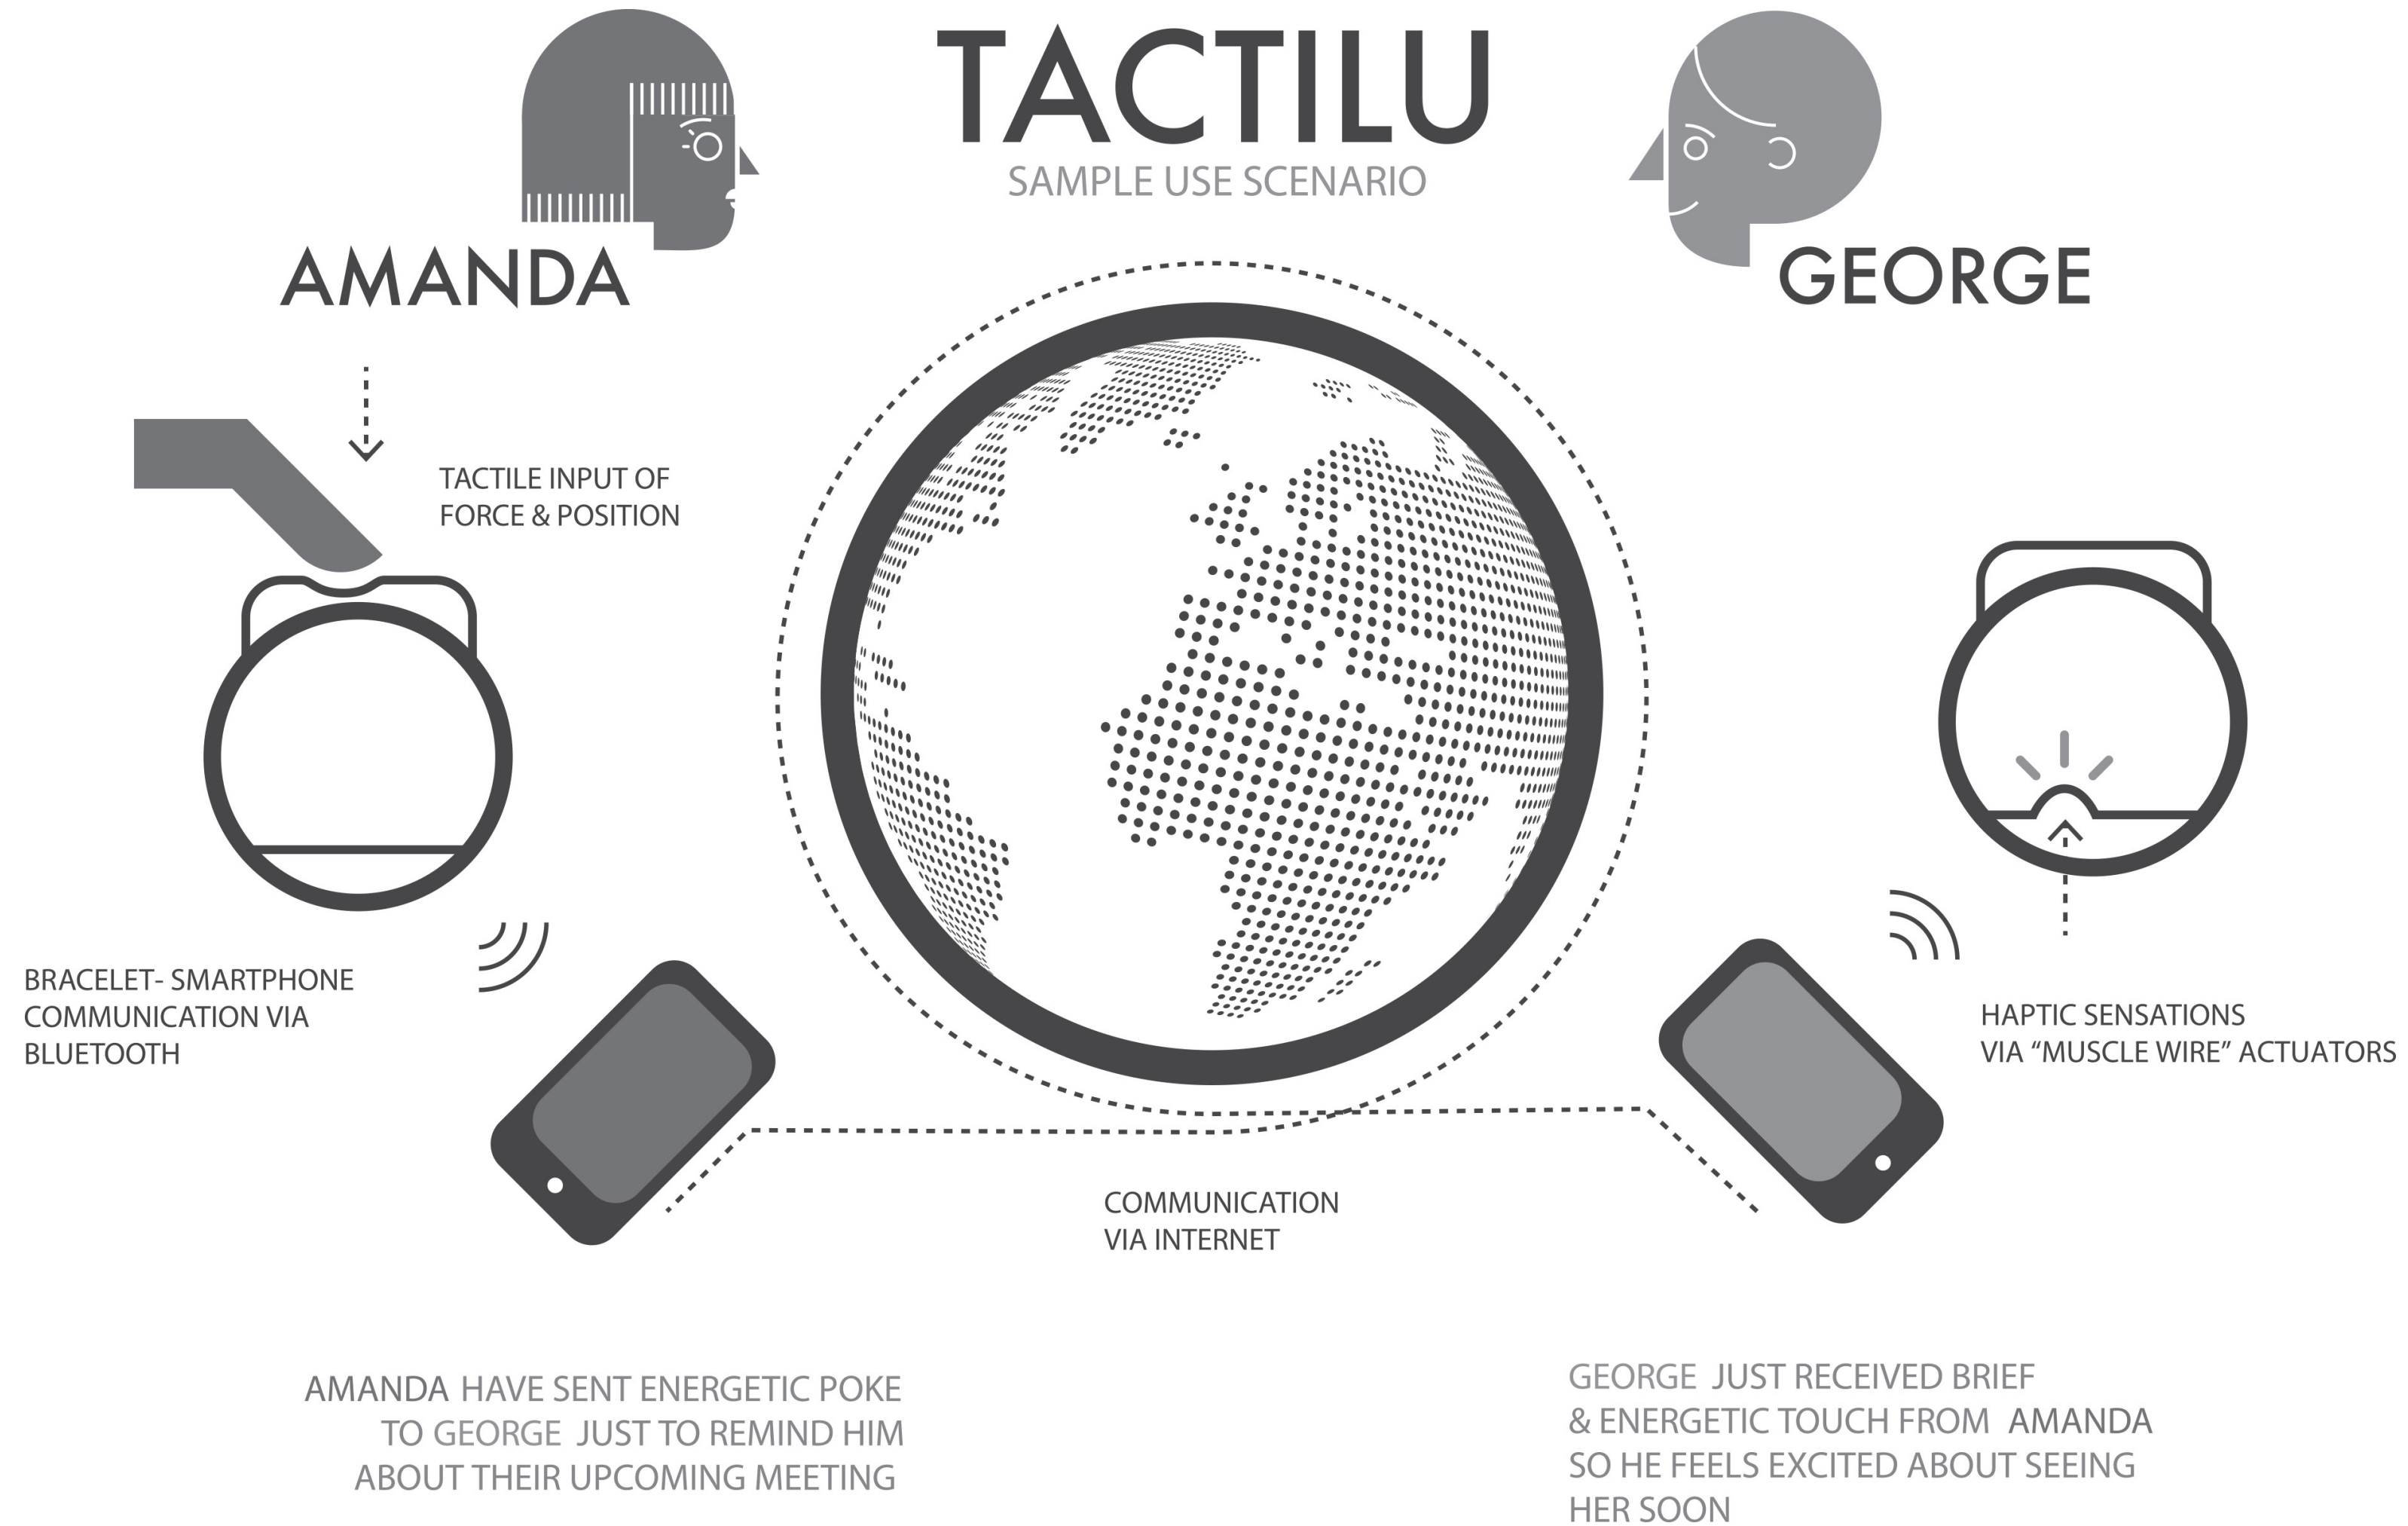 TACTILU
SAMPLE USE SCENARIO
AMANDA
GEORGE
TACTILE INPUT OF
FORCE & POSITION
BRACELET- SMARTPHONE
COMMUNICATION VIA
BLUETOOTH
HAPTIC SENSATIONS
VIA “MUSCLE WIRE” ACTUATORS
COMMUNICATION
VIA INTERNET
AMANDA HAVE SENT ENERGETIC POKE
TO GEORGE JUST TO REMIND HIM
ABOUT THEIR UPCOMING MEETING
GEORGE JUST RECEIVED BRIEF
& ENERGETIC TOUCH FROM AMANDA
SO HE FEELS EXCITED ABOUT SEEING
HER SOON